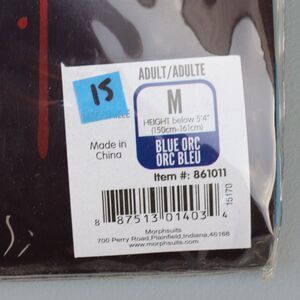 ADULT/ADULTE
15
M
HEIGHT below 5'4"
(150cm-161cm)
Made in
China
BLUE ORC
ORC BLEU
Item #: 861011
15170
8 87513 01403 4
Morphsuits
700 Perry Road,Plainfield,Indiana,46168
www.morphsuits.com